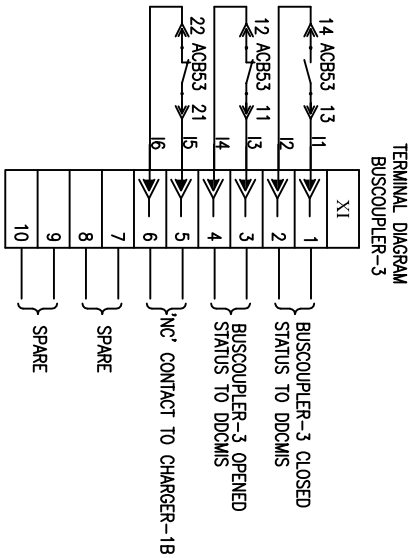 TERMINAL DIAGRAM
BUSCOUPLER-3
XI
14 ACB53 13 I1 1
I2 2
BUSCOUPLER-3 CLOSED
STATUS TO DDCMIS
12 ACB53 11 I3 3
I4 4
BUSCOUPLER-3 OPENED
STATUS TO DDCMIS
22 ACB53 21 I5 5
I6 6
'NC' CONTACT TO CHARGER-1B
7
8
SPARE
9
10
SPARE